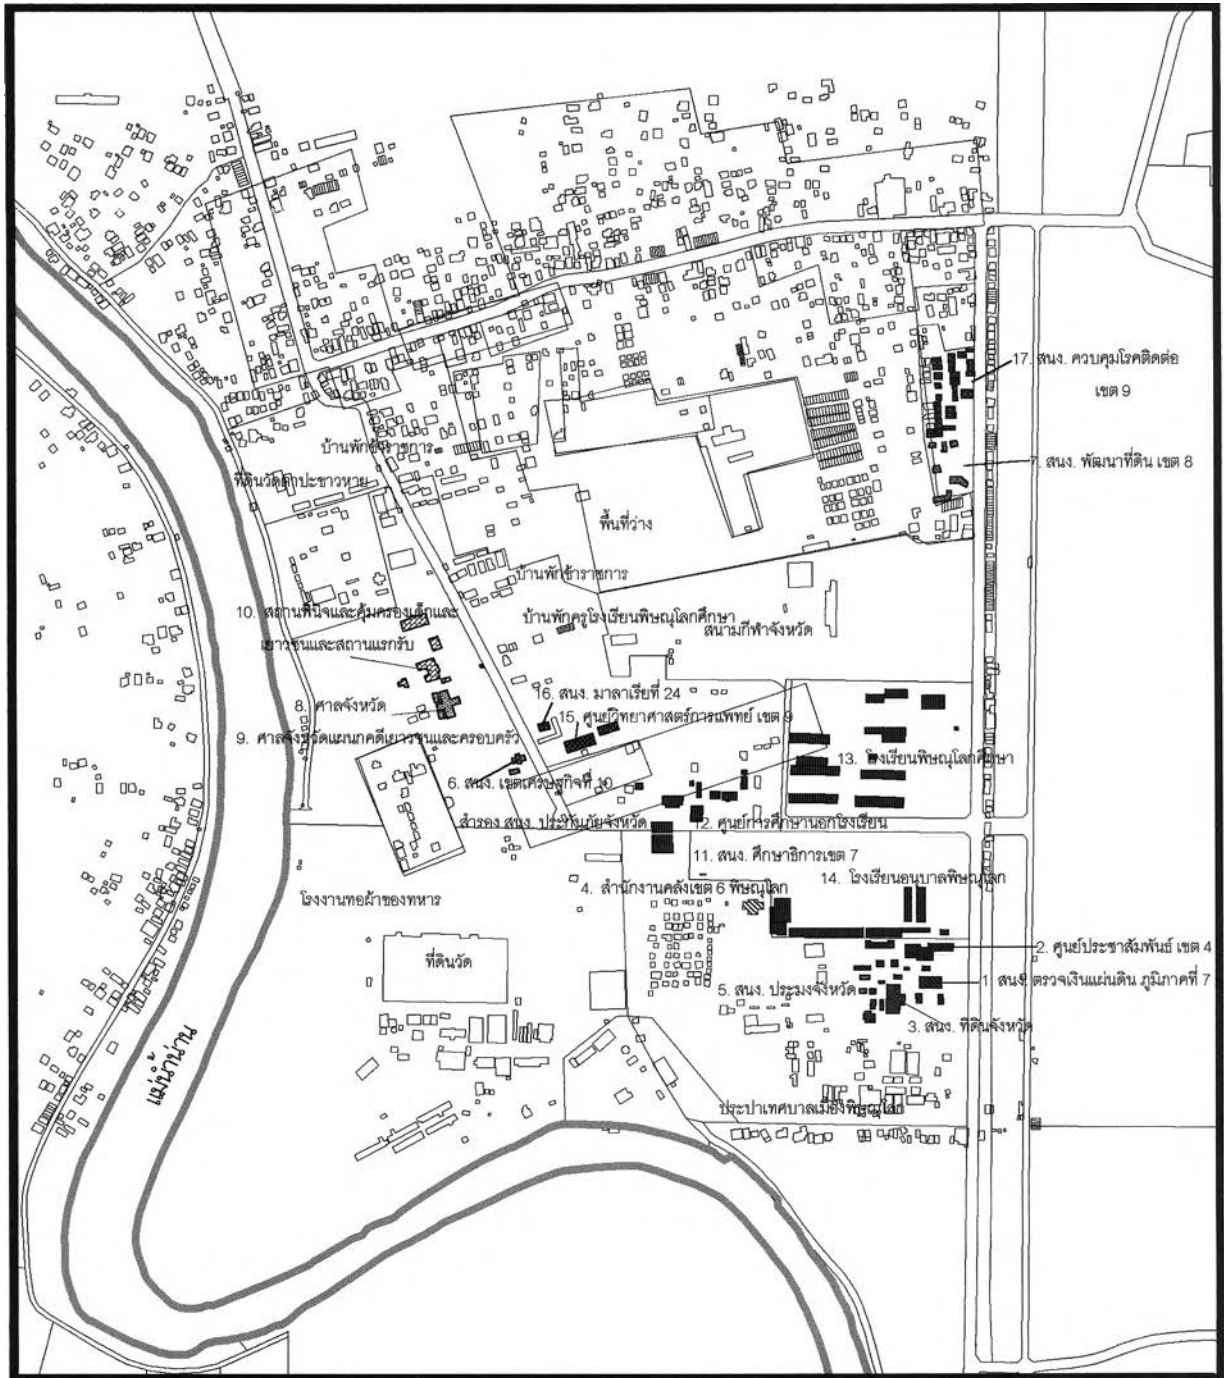 17. สนง. ควบคุมโรคติดต่อ
เขต 9
บ้านพักข้าราชการ
7. สนง. พัฒนาที่ดิน เขต 8
ที่ดินวัดตาปะขาวหาย
พื้นที่ว่าง
บ้านพักข้าราชการ
10. สถานพินิจและคุ้มครองเด็กและ
เยาวชนและสถานแรกรับ
บ้านพักครูโรงเรียนพิษณุโลกศึกษา
สนามกีฬาจังหวัด
16. สนง. มาลาเรียที่ 24
8. ศาลจังหวัด
15. ศูนย์วิทยาศาสตร์การแพทย์ เขต 9
9. ศาลจังหวัดแผนกคดีเยาวชนและครอบครัว
13. โรงเรียนพิษณุโลกศึกษา
6. สนง. เขตเศรษฐกิจที่ 10
สำรอง สนง. ประกันภัยจังหวัด
12. ศูนย์การศึกษานอกโรงเรียน
11. สนง. ศึกษาธิการเขต 7
14. โรงเรียนอนุบาลพิษณุโลก
4. สำนักงานคลังเขต 6 พิษณุโลก
โรงงานทอผ้าของทหาร
2. ศูนย์ประชาสัมพันธ์ เขต 4
ที่ดินวัด
1. สนง. ตรวจเงินแผ่นดิน ภูมิภาคที่ 7
5. สนง. ประมงจังหวัด
3. สนง. ที่ดินจังหวัด
แม่น้ำน่าน
ประปาเทศบาลเมืองพิษณุโลก